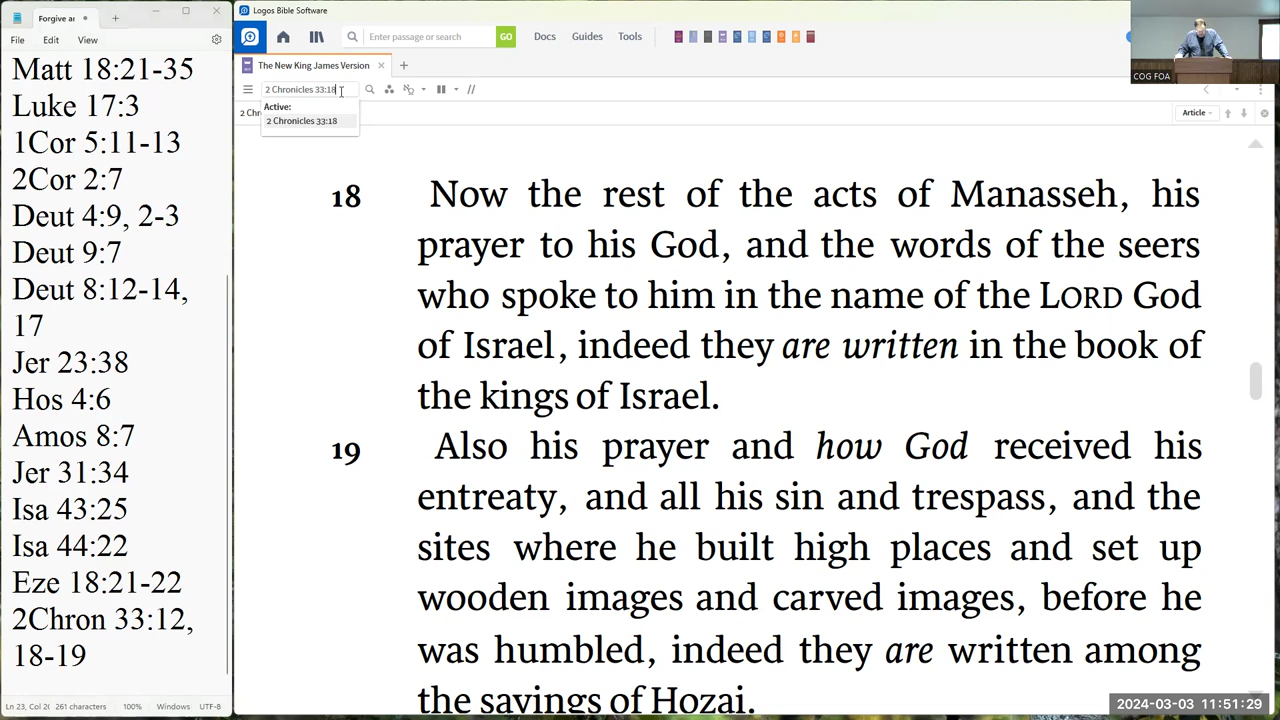 Forgive ar
File Edit View
Matt 18:21-35
Luke 17:3
1Cor 5:11-13
2Cor 2:7
Deut 4:9, 2-3
Deut 9:7
Deut 8:12-14,
17
Jer 23:38
Hos 4:6
Amos 8:7
Jer 31:34
Isa 43:25
Isa 44:22
Eze 18:21-22
2Chron 33:12,
18-19
Ln 23, Col 20 261 characters 100% Windows UTF-8
Logos Bible Software
Enter passage or search GO Docs Guides Tools
The New King James Version
2 Chronicles 33:18
Active:
2 Chronicles 33:18
2 Chr
Article
18 Now the rest of the acts of Manasseh, his
prayer to his God, and the words of the seers
who spoke to him in the name of the LORD God
of Israel, indeed they are written in the book of
the kings of Israel.
19 Also his prayer and how God received his
entreaty, and all his sin and trespass, and the
sites where he built high places and set up
wooden images and carved images, before he
was humbled, indeed they are written among
the sayings of Hozai.
COG FOA
2024-03-03 11:51:29